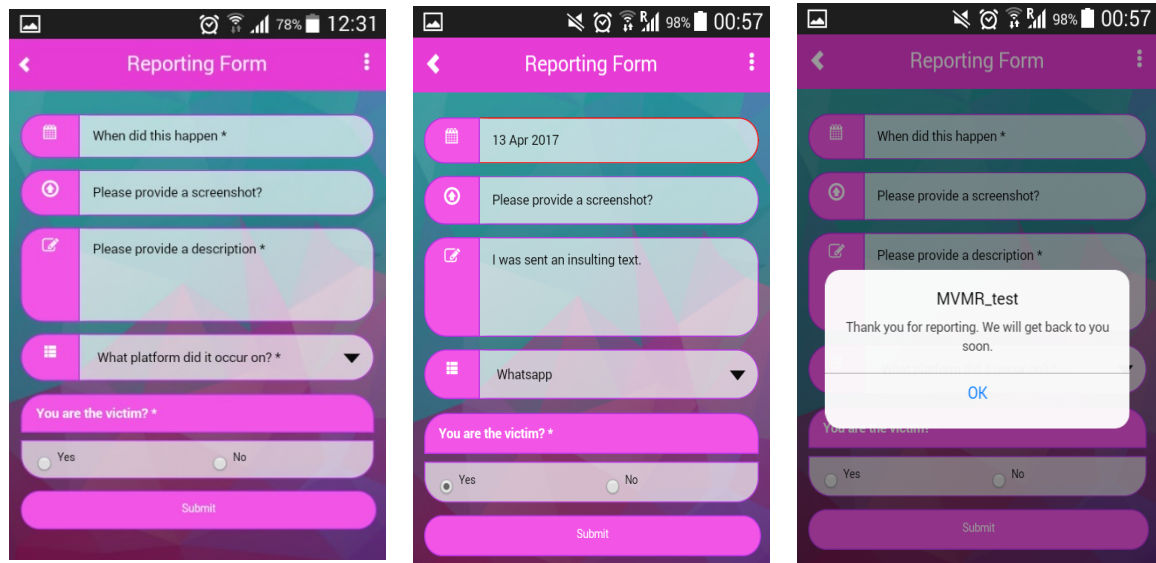 78% 12:31
Reporting Form
When did this happen *
Please provide a screenshot?
Please provide a description *
What platform did it occur on? *
You are the victim? *
Yes No
Submit
R 98% 00:57
Reporting Form
13 Apr 2017
Please provide a screenshot?
I was sent an insulting text.
Whatsapp
You are the victim? *
Yes No
Submit
R 98% 00:57
Reporting Form
When did this happen *
Please provide a screenshot?
Please provide a description *
MVMR_test
Thank you for reporting. We will get back to you
soon.
OK
You are the victim?
Yes No
Submit